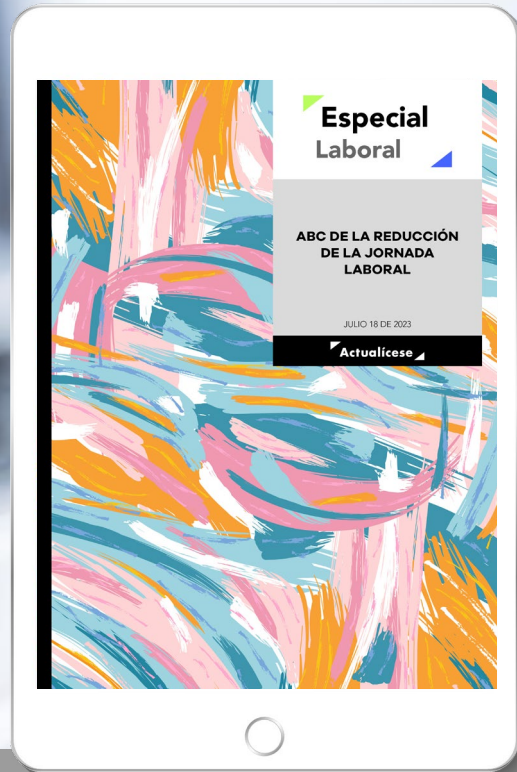 Especial
Laboral
ABC DE LA REDUCCIÓN
DE LA JORNADA
LABORAL
JULIO 18 DE 2023
Actualícese